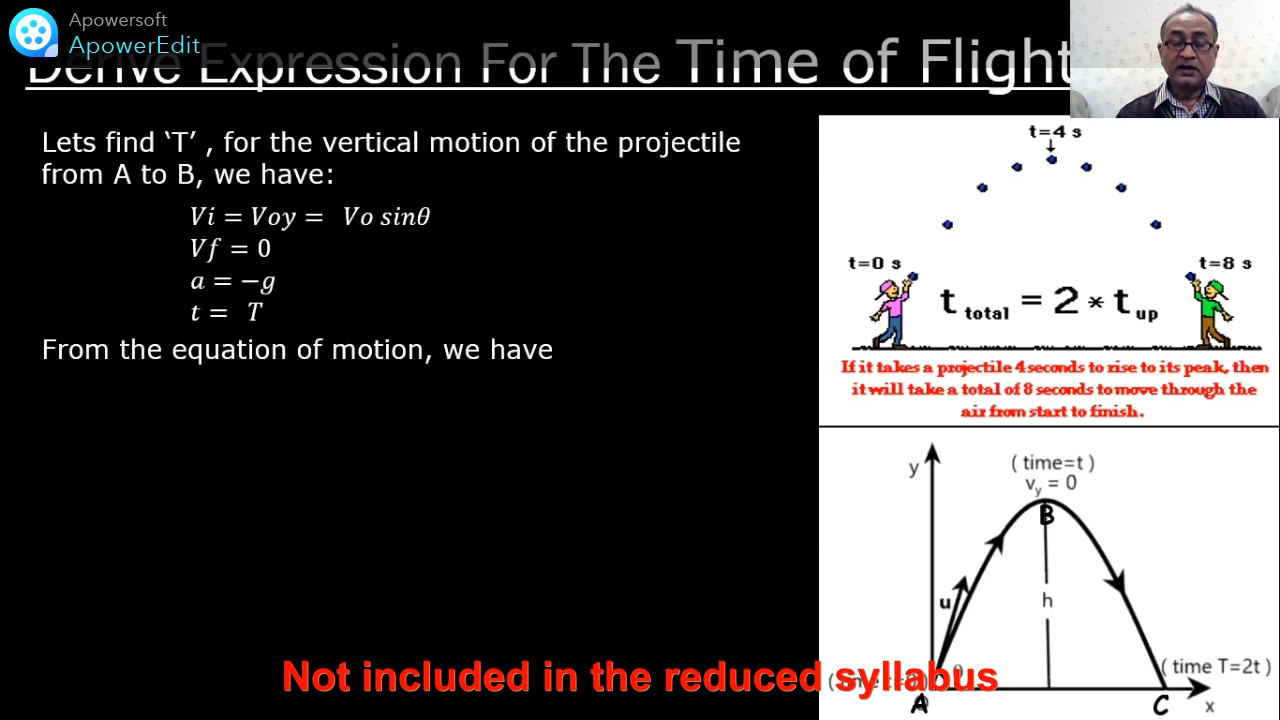 Apowersoft
ApowerEdit
Derive Expression For The Time of Flight
Lets find ‘T’ , for the vertical motion of the projectile
from A to B, we have:
Vi = Voy = Vo sinθ
Vf = 0
a = −g
t = T
From the equation of motion, we have
t=4 s
t=0 s
t=8 s
t total = 2 * t up
If it takes a projectile 4 seconds to rise to its peak, then
it will take a total of 8 seconds to move through the
air from start to finish.
y
( time=t )
vy = 0
B
u
h
θ
( time T=2t )
Not included in the reduced syllabus
A
C
x